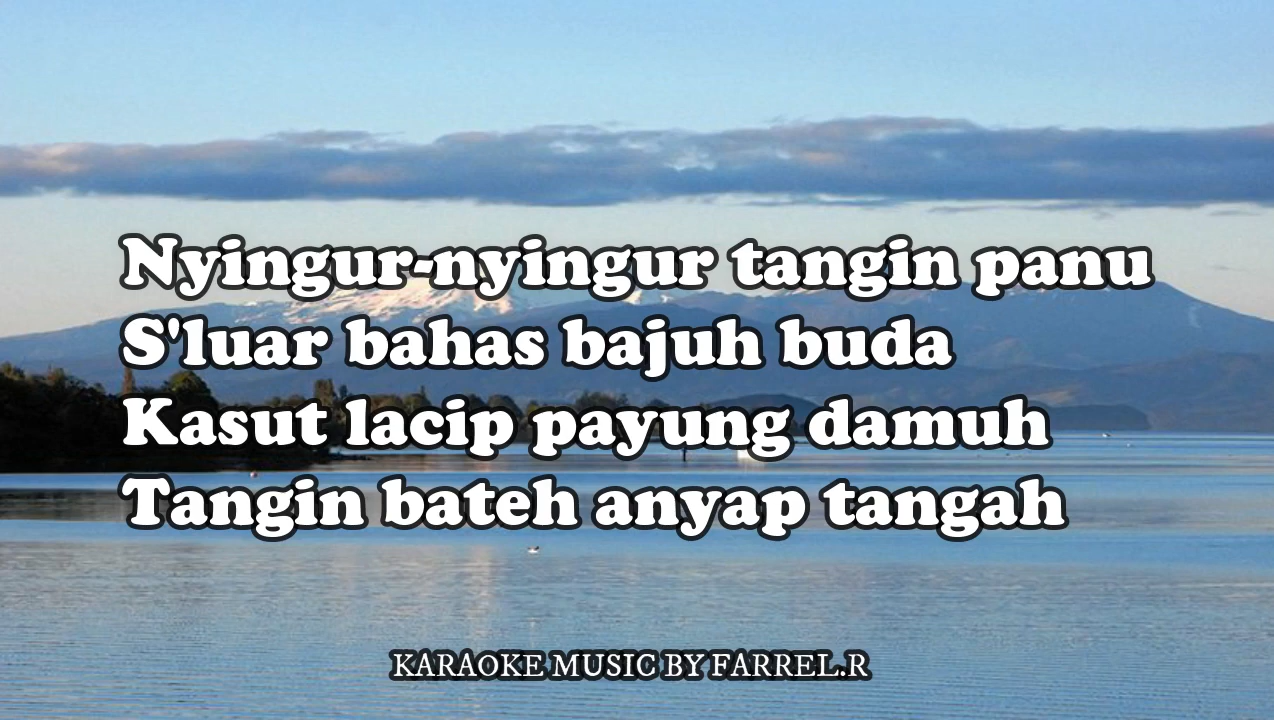 Nyingur-nyingur tangin panu
S'luar bahas bajuh buda
Kasut lacip payung damuh
Tangin bateh anyap tangah
KARAOKE MUSIC BY FARREL.R